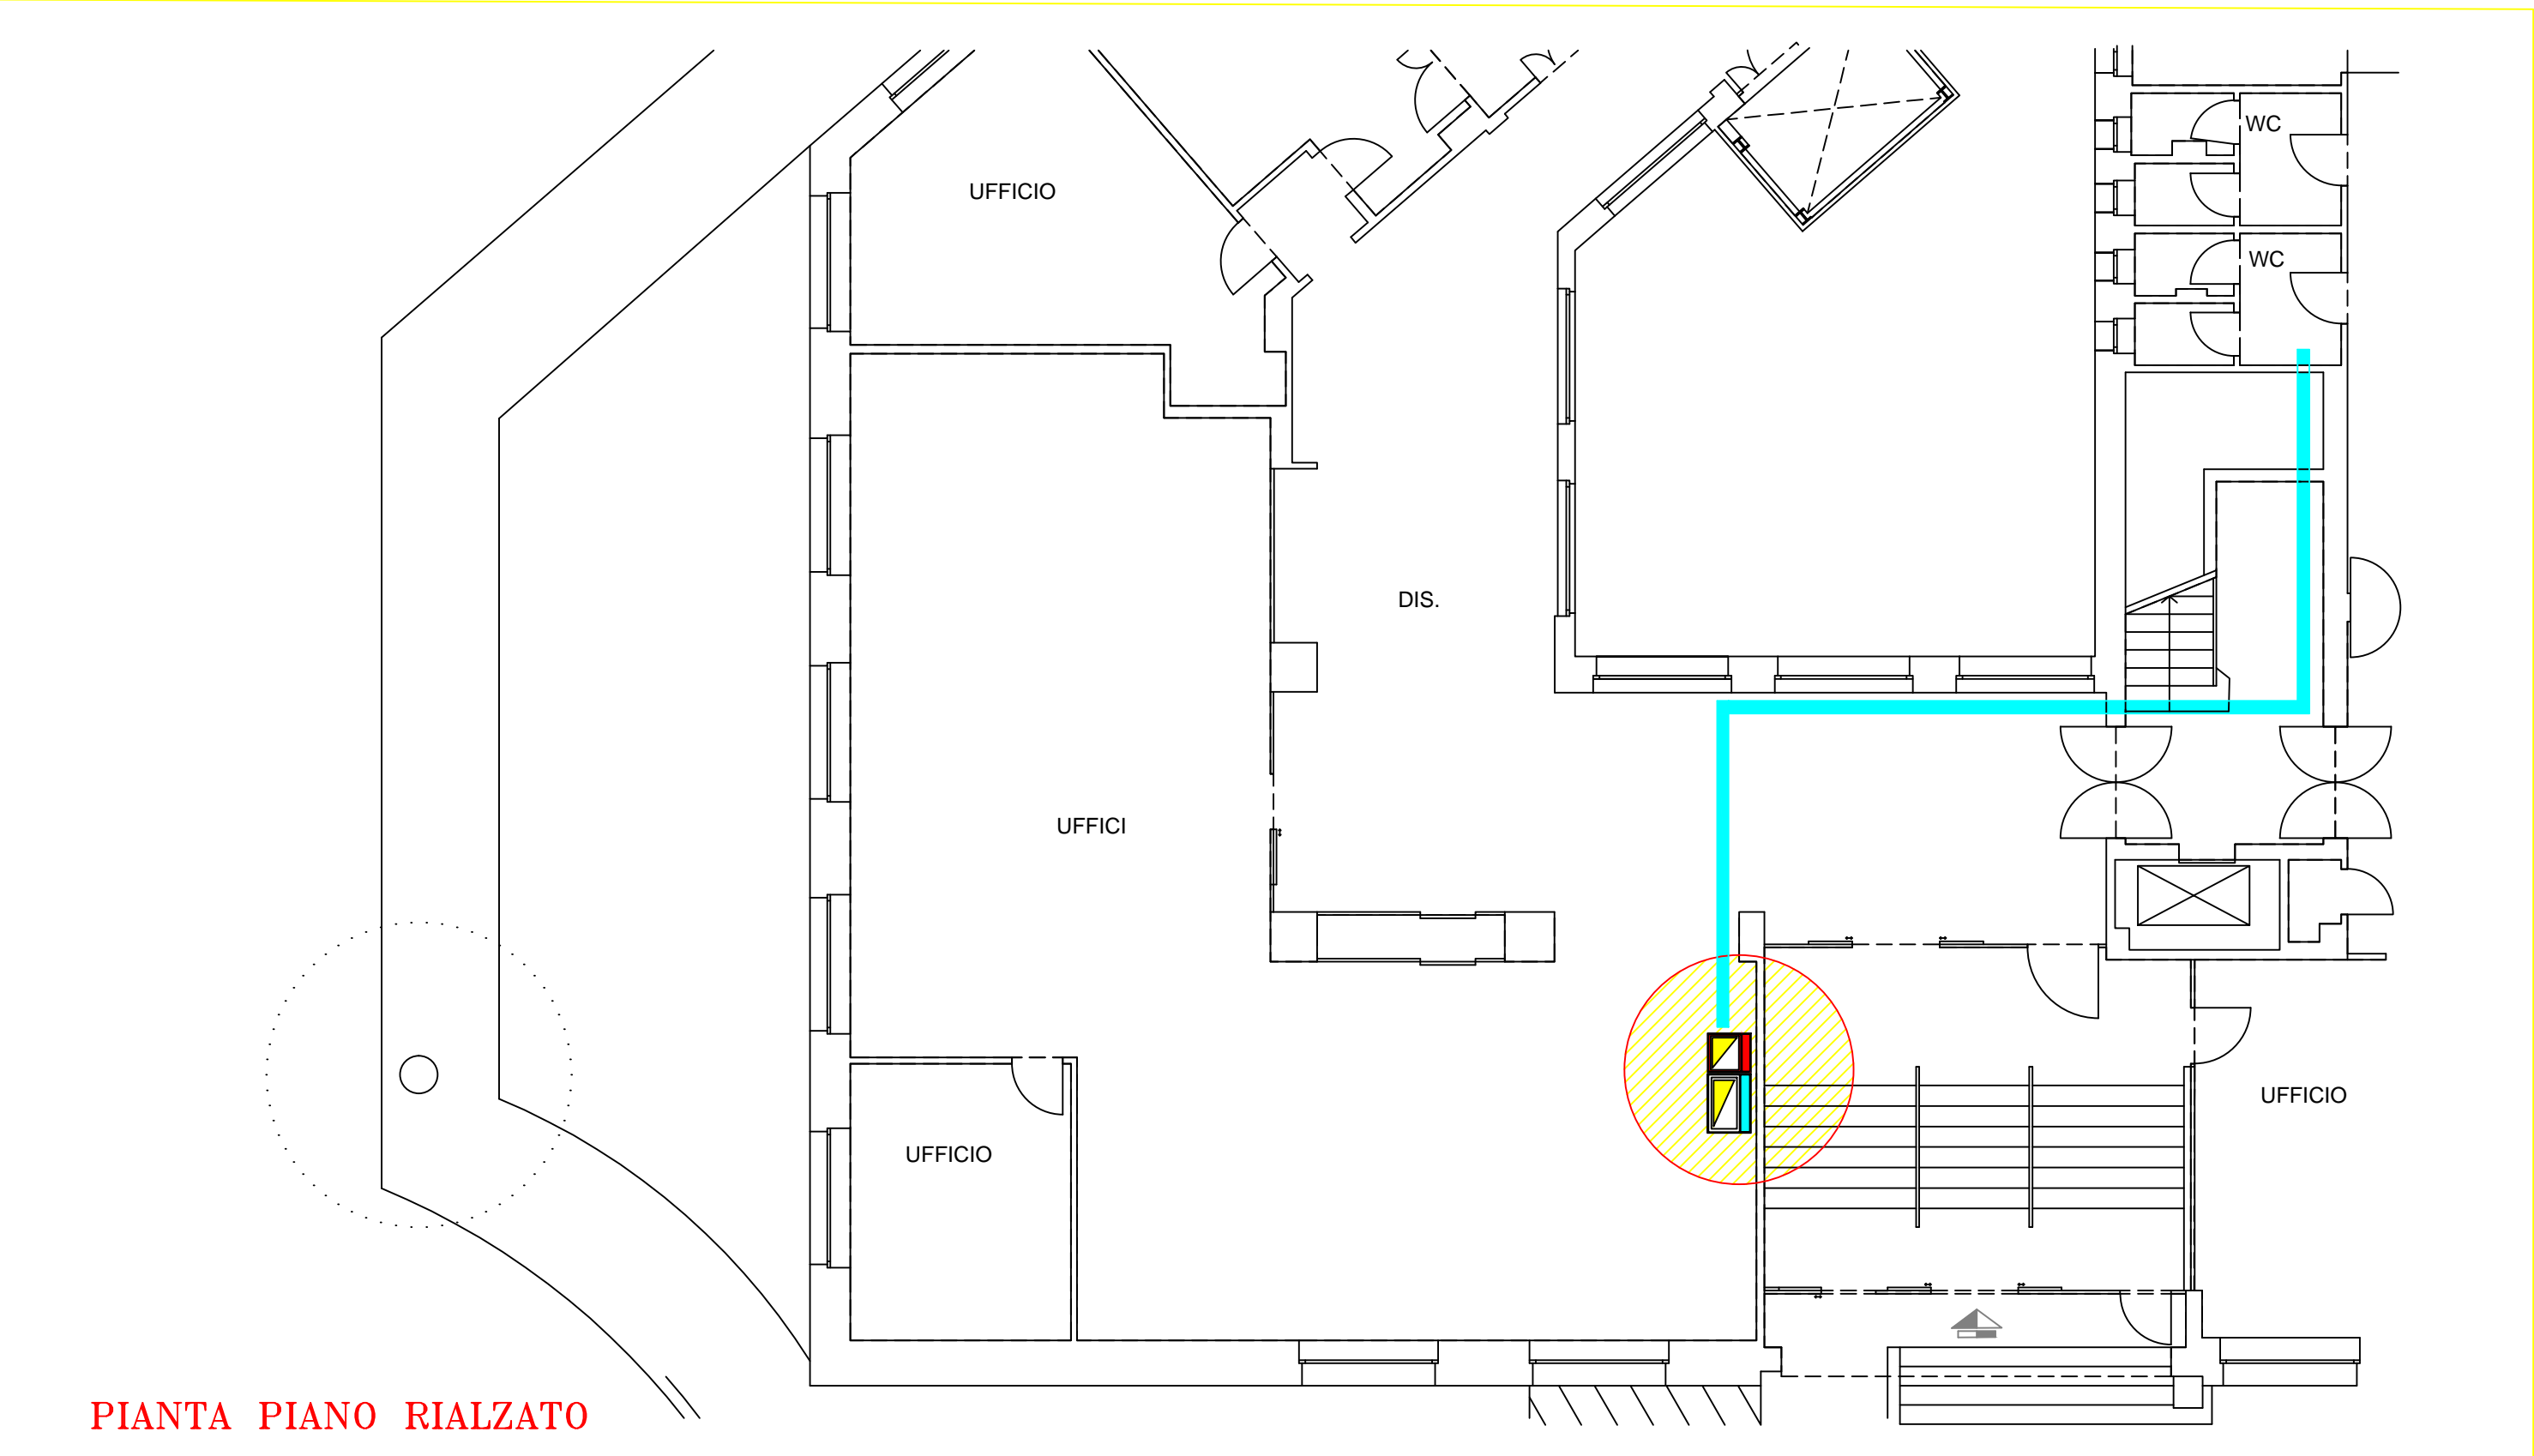 WC
UFFICIO
WC
DIS.
UFFICI
UFFICIO
UFFICIO
PIANTA PIANO RIALZATO